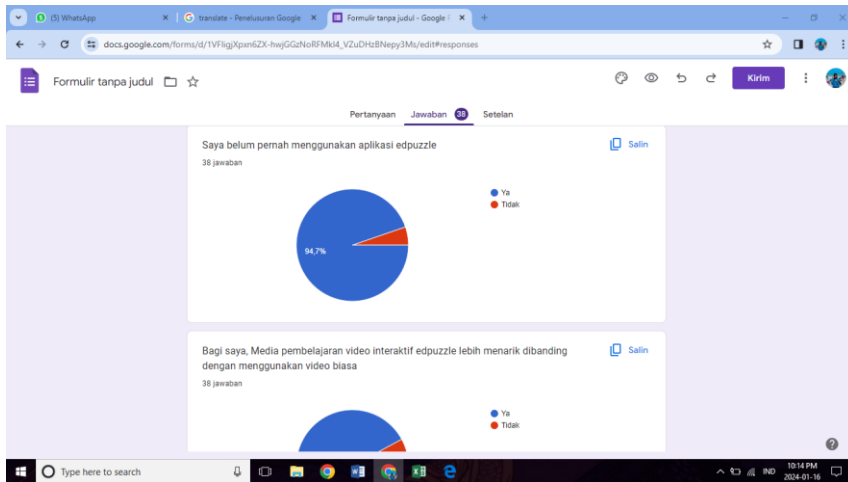 (5) WhatsApp
translate - Penelusuran Google
Formulir tanpa judul - Google F
docs.google.com/forms/d/1VFligjXpxn6ZX-hwjGGzNoRFMkl4_VZuDHzBNepy3Ms/edit#responses
Formulir tanpa judul
Kirim
Pertanyaan Jawaban 38 Setelan
Saya belum pernah menggunakan aplikasi edpuzzle
Salin
38 jawaban
Ya
Tidak
94,7%
Bagi saya, Media pembelajaran video interaktif edpuzzle lebih menarik dibanding
dengan menggunakan video biasa
Salin
38 jawaban
Ya
Tidak
Type here to search
IND
10:14 PM
2024-01-16